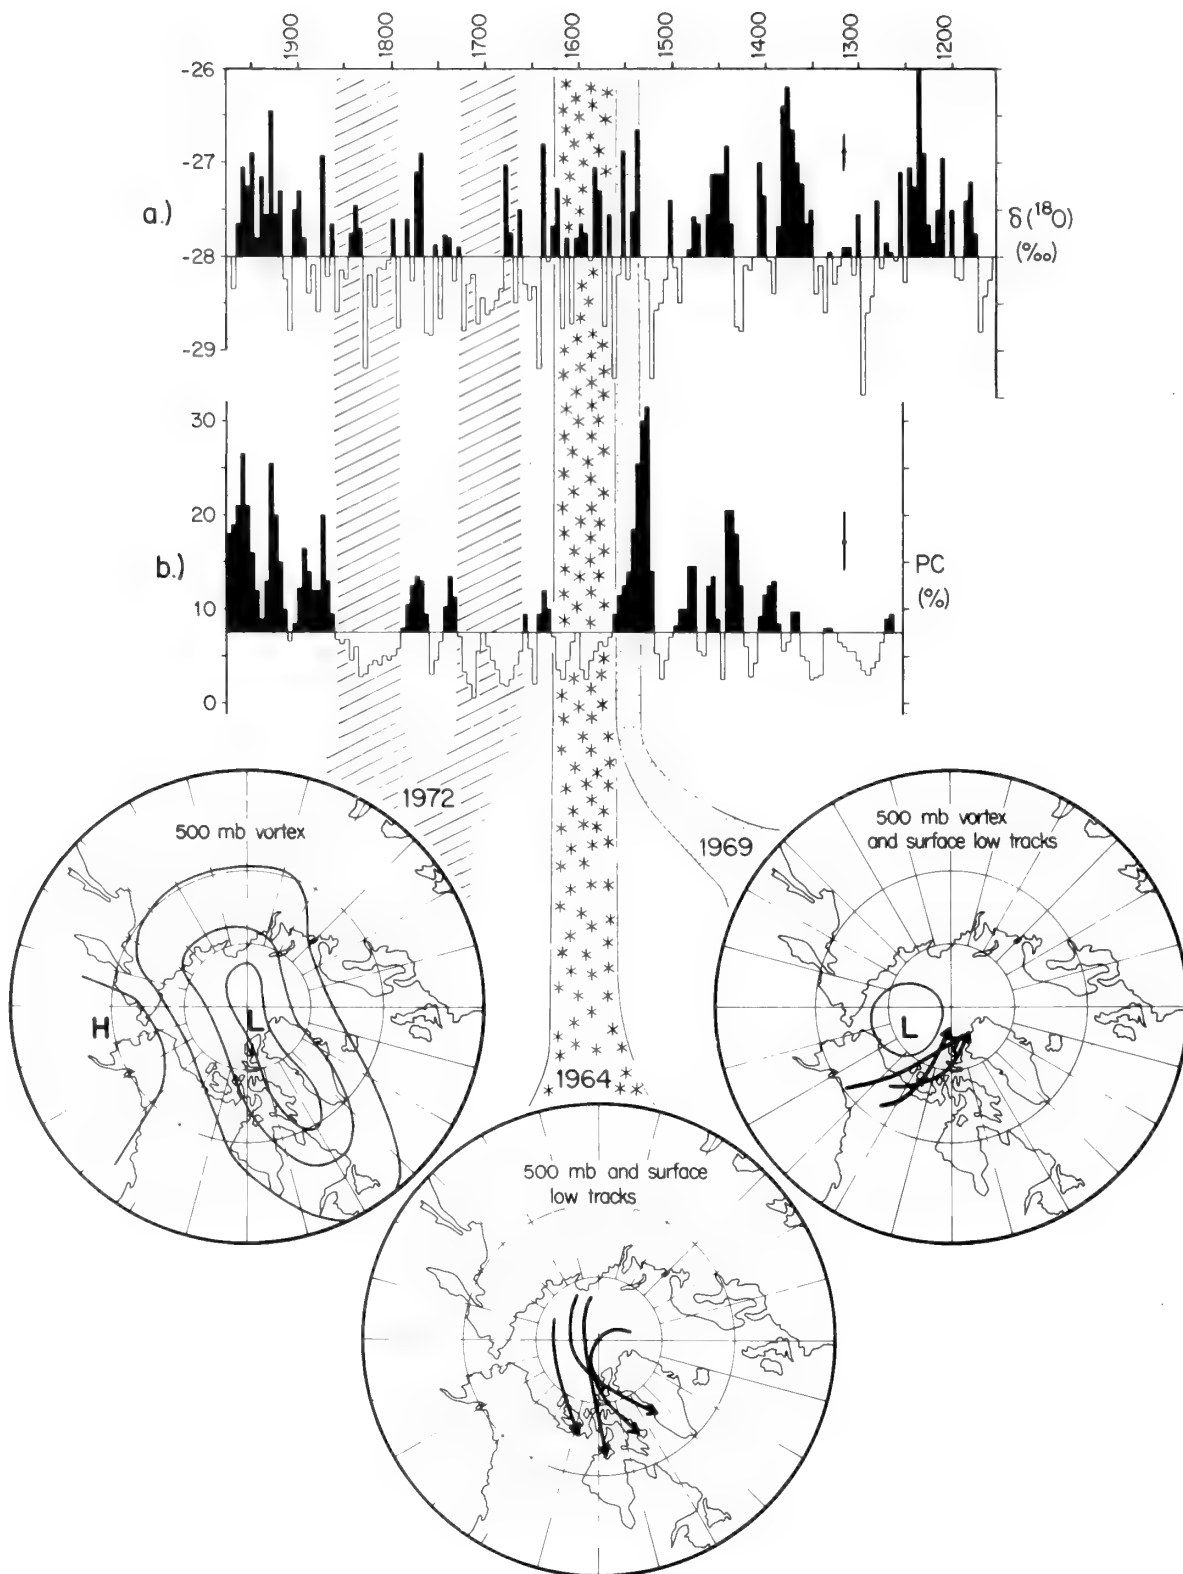 1900 1800 1700 1600 1500 1400 1300 1200
-26
-27
a.)
δ(¹⁸O)
(‰)
-28
-29
30
20
b.)
PC
(%)
10
0
1972
500 mb vortex
H
L
1964
500 mb and surface
low tracks
1969
500 mb vortex
and surface low tracks
L